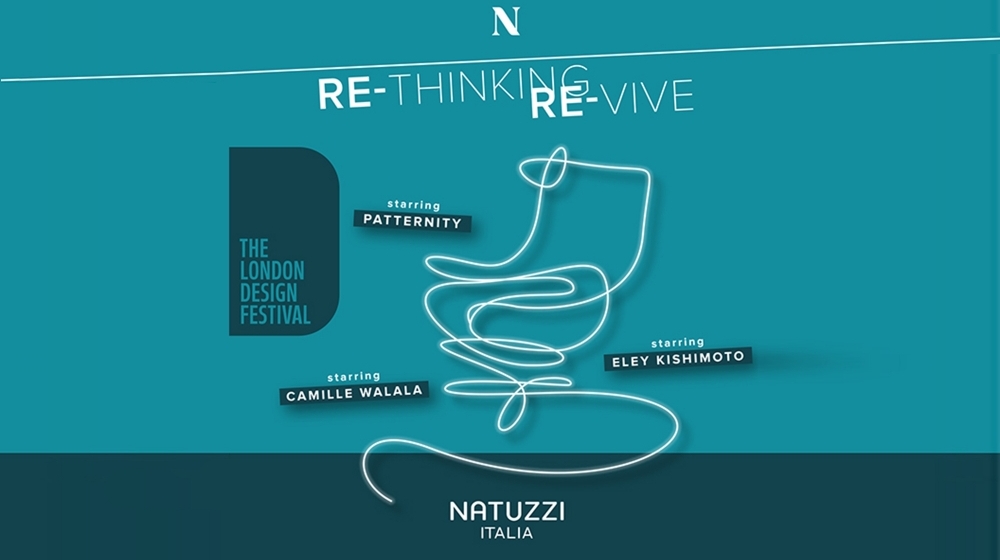 N
RE-THINKING
RE-VIVE
THE
LONDON
DESIGN
FESTIVAL
starring
PATTERNITY
starring
ELEY KISHIMOTO
starring
CAMILLE WALALA
NATUZZI
ITALIA